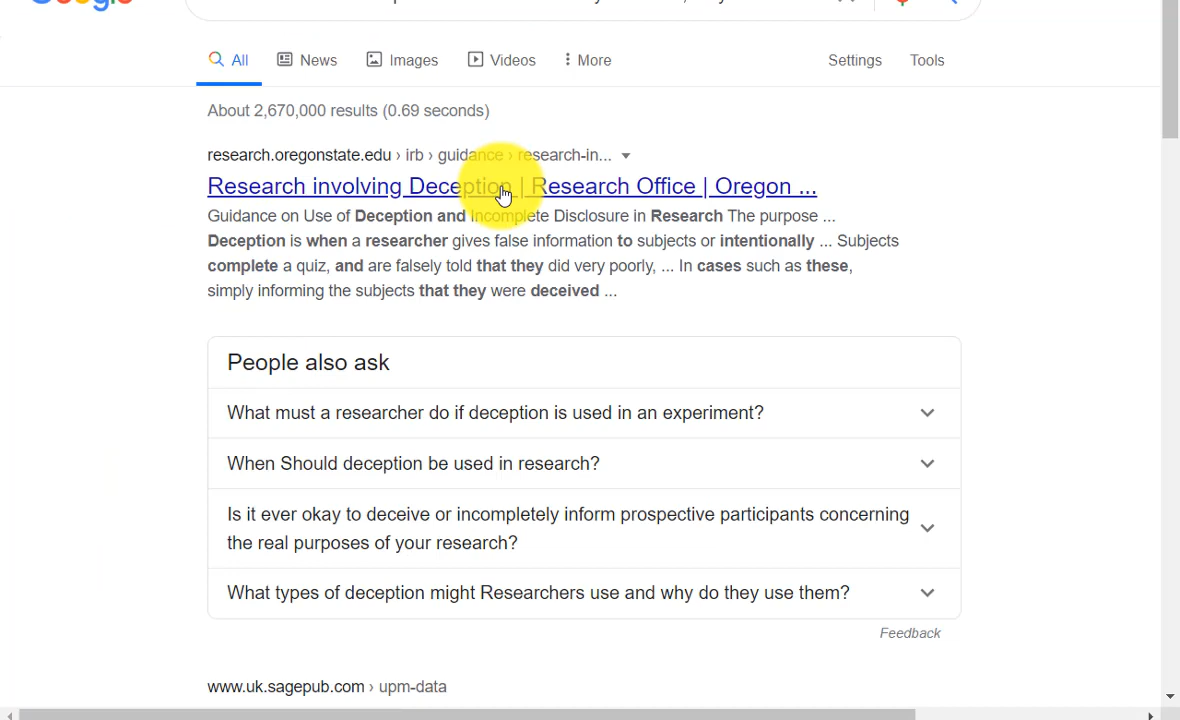 All
News
Images
Videos
More
Settings
Tools
About 2,670,000 results (0.69 seconds)
research.oregonstate.edu › irb › guidance › research-in...
Research involving Deception | Research Office | Oregon ...
Guidance on Use of Deception and Incomplete Disclosure in Research The purpose ...
Deception is when a researcher gives false information to subjects or intentionally ... Subjects
complete a quiz, and are falsely told that they did very poorly, ... In cases such as these,
simply informing the subjects that they were deceived ...
People also ask
What must a researcher do if deception is used in an experiment?
When Should deception be used in research?
Is it ever okay to deceive or incompletely inform prospective participants concerning
the real purposes of your research?
What types of deception might Researchers use and why do they use them?
Feedback
www.uk.sagepub.com › upm-data